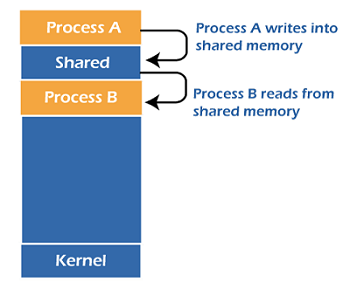 Process A
Process A writes into
shared memory
Shared
Process B
Process B reads from
shared memory
Kernel